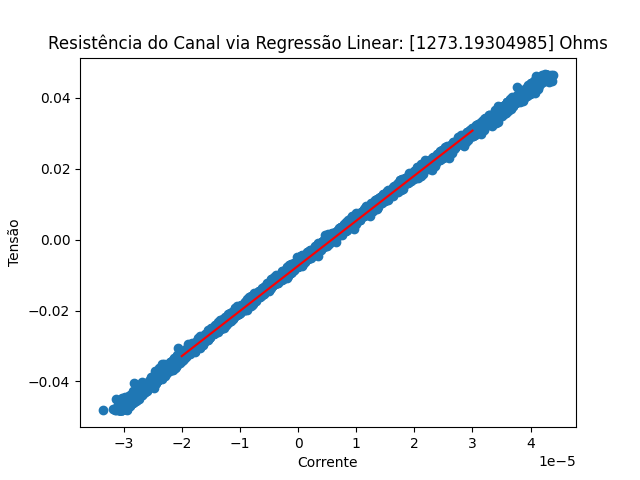 Resistência do Canal via Regressão Linear: [1273.19304985] Ohms
0.04
0.02
0.00
−0.02
−0.04
Tensão
−3 −2 −1 0 1 2 3 4
1e−5
Corrente